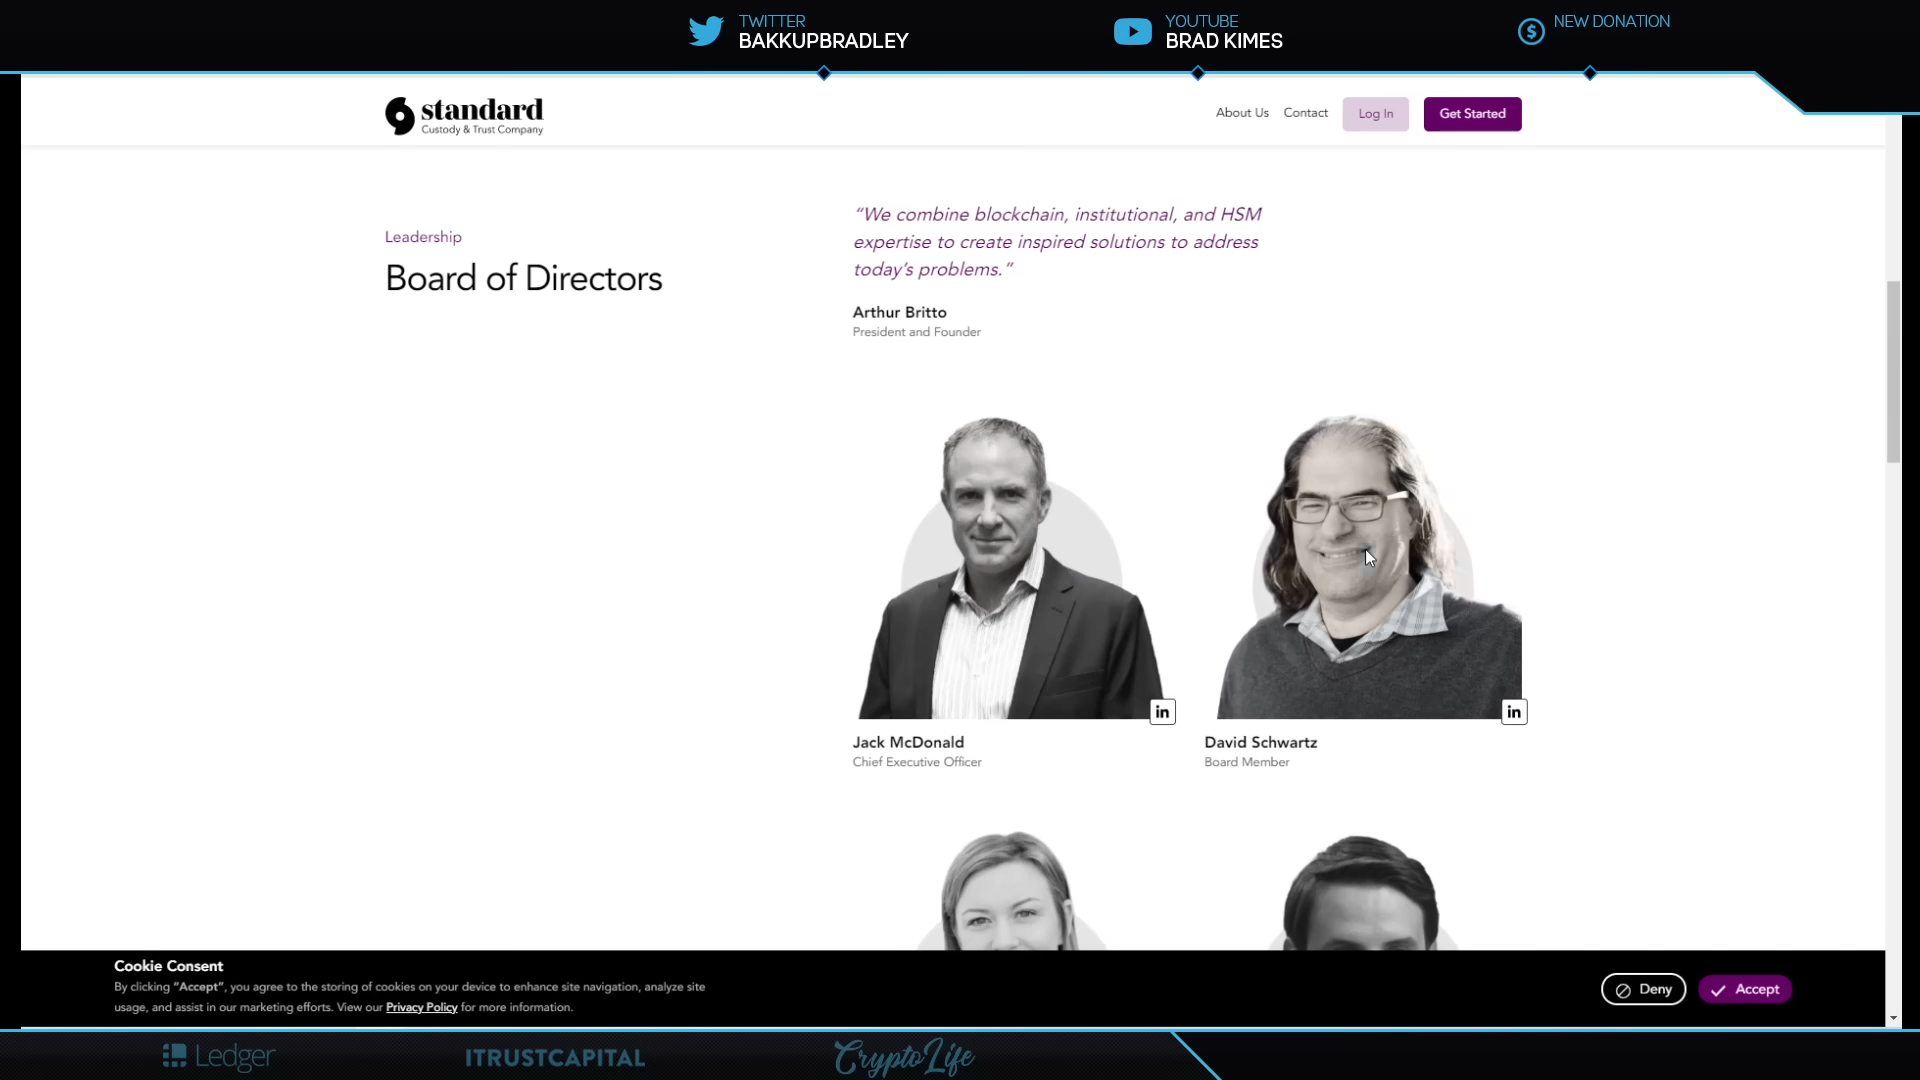 TWITTER
BAKKUPBRADLEY
YOUTUBE
BRAD KIMES
NEW DONATION
standard
Custody & Trust Company
About Us
Contact
Log In
Get Started
Leadership
Board of Directors
“We combine blockchain, institutional, and HSM
expertise to create inspired solutions to address
today’s problems.”
Arthur Britto
President and Founder
in
in
Jack McDonald
Chief Executive Officer
David Schwartz
Board Member
Cookie Consent
By clicking “Accept”, you agree to the storing of cookies on your device to enhance site navigation, analyze site
usage, and assist in our marketing efforts. View our Privacy Policy for more information.
Deny
Accept
Ledger
ITRUSTCAPITAL
CryptoLife